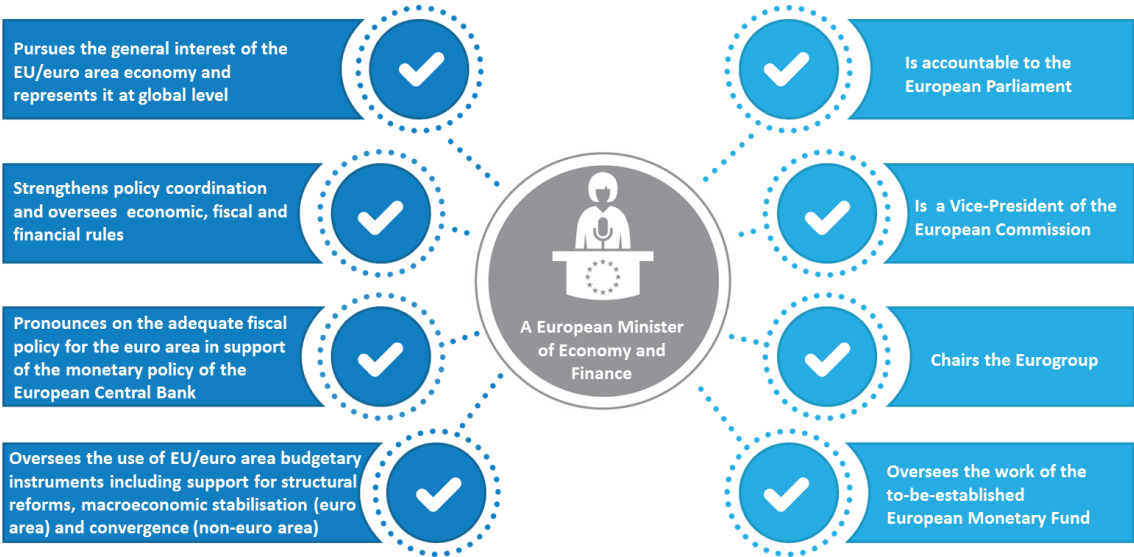 Pursues the general interest of the
EU/euro area economy and
represents it at global level
Strengthens policy coordination
and oversees economic, fiscal and
financial rules
Pronounces on the adequate fiscal
policy for the euro area in support
of the monetary policy of the
European Central Bank
Oversees the use of EU/euro area budgetary
instruments including support for structural
reforms, macroeconomic stabilisation (euro
area) and convergence (non-euro area)
A European Minister
of Economy and
Finance
Is accountable to the
European Parliament
Is a Vice-President of the
European Commission
Chairs the Eurogroup
Oversees the work of the
to-be-established
European Monetary Fund